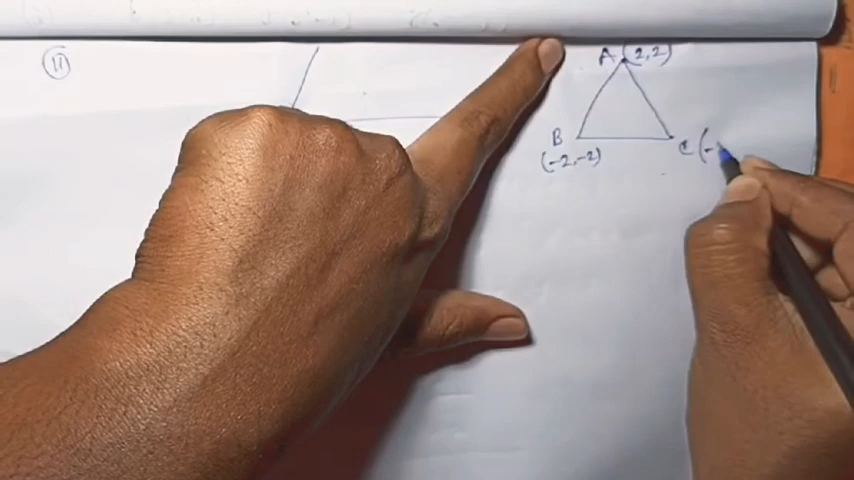 11
A (2,2)
B
(-2,-2)
C (-